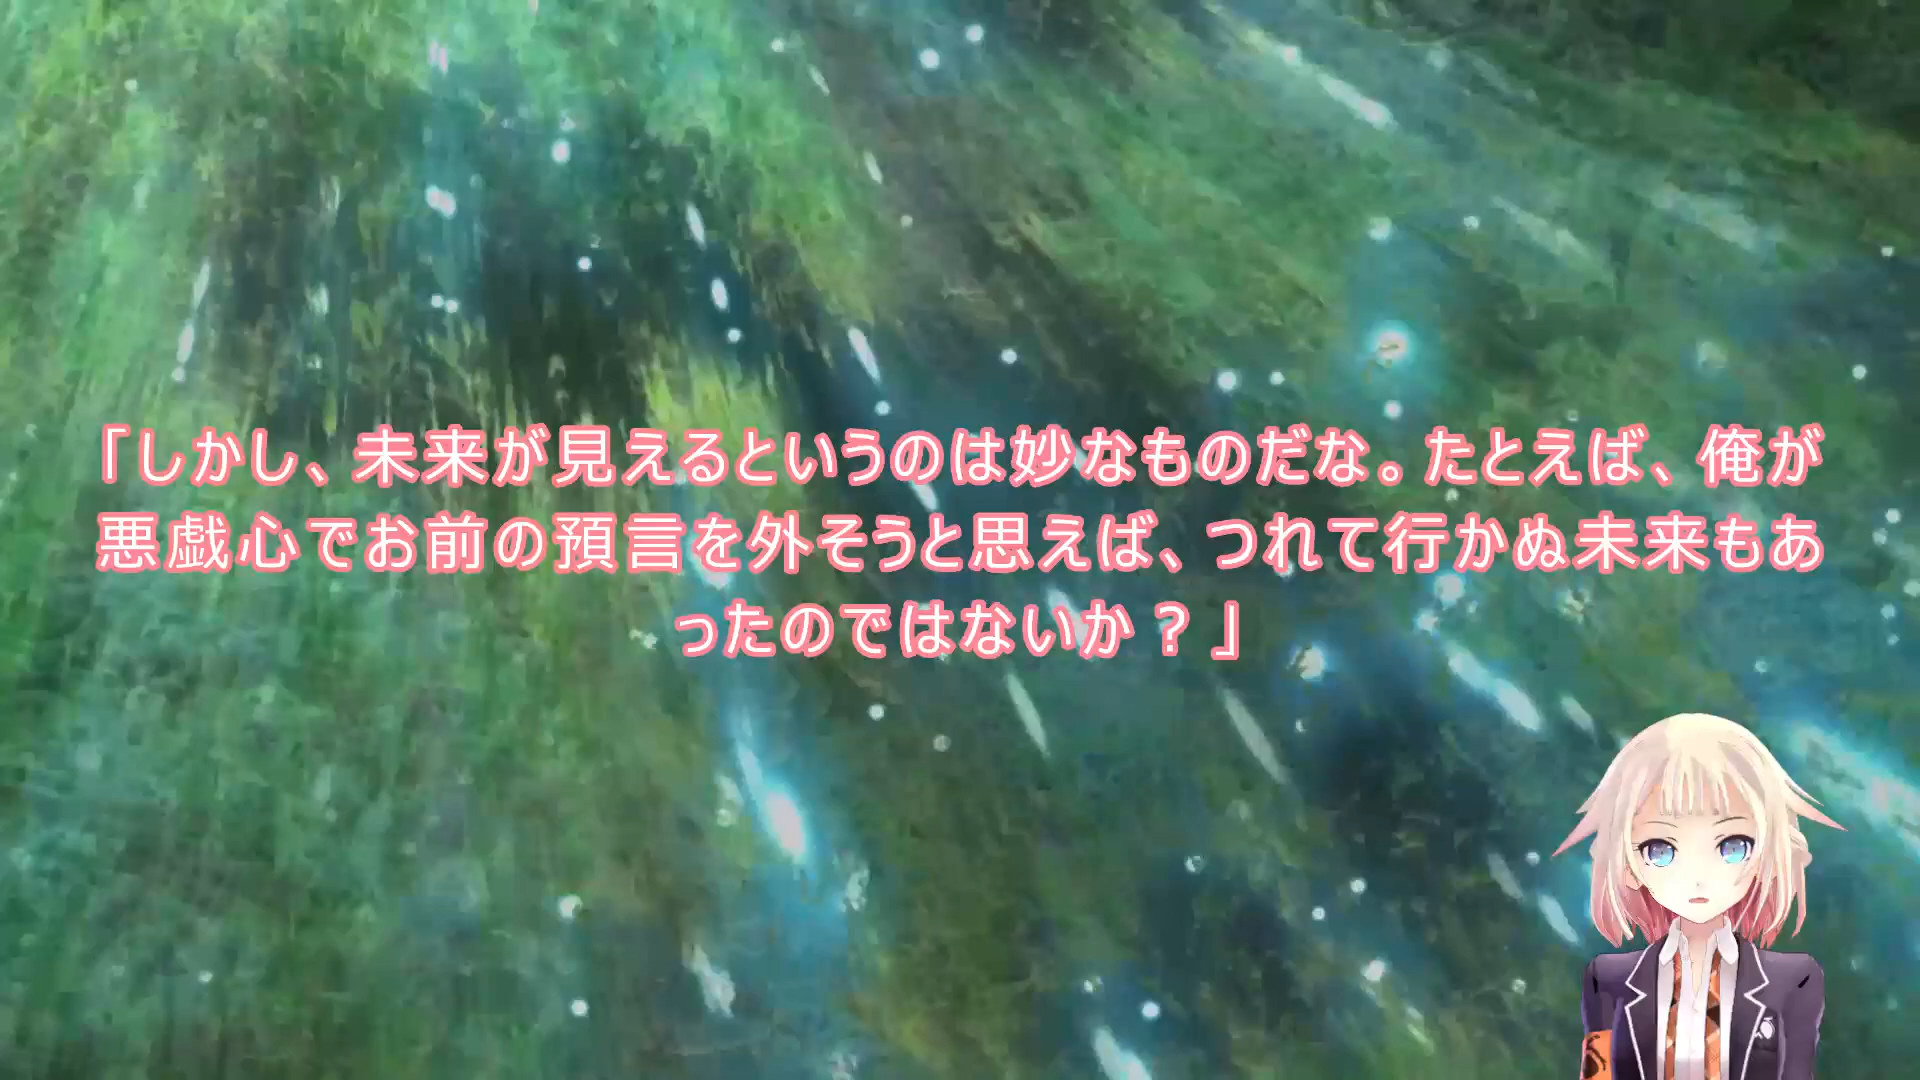 「しかし、未来が見えるというのは妙なものだな。たとえば、俺が
悪戯心でお前の預言を外そうと思えば、つれて行かぬ未来もあ
ったのではないか？」